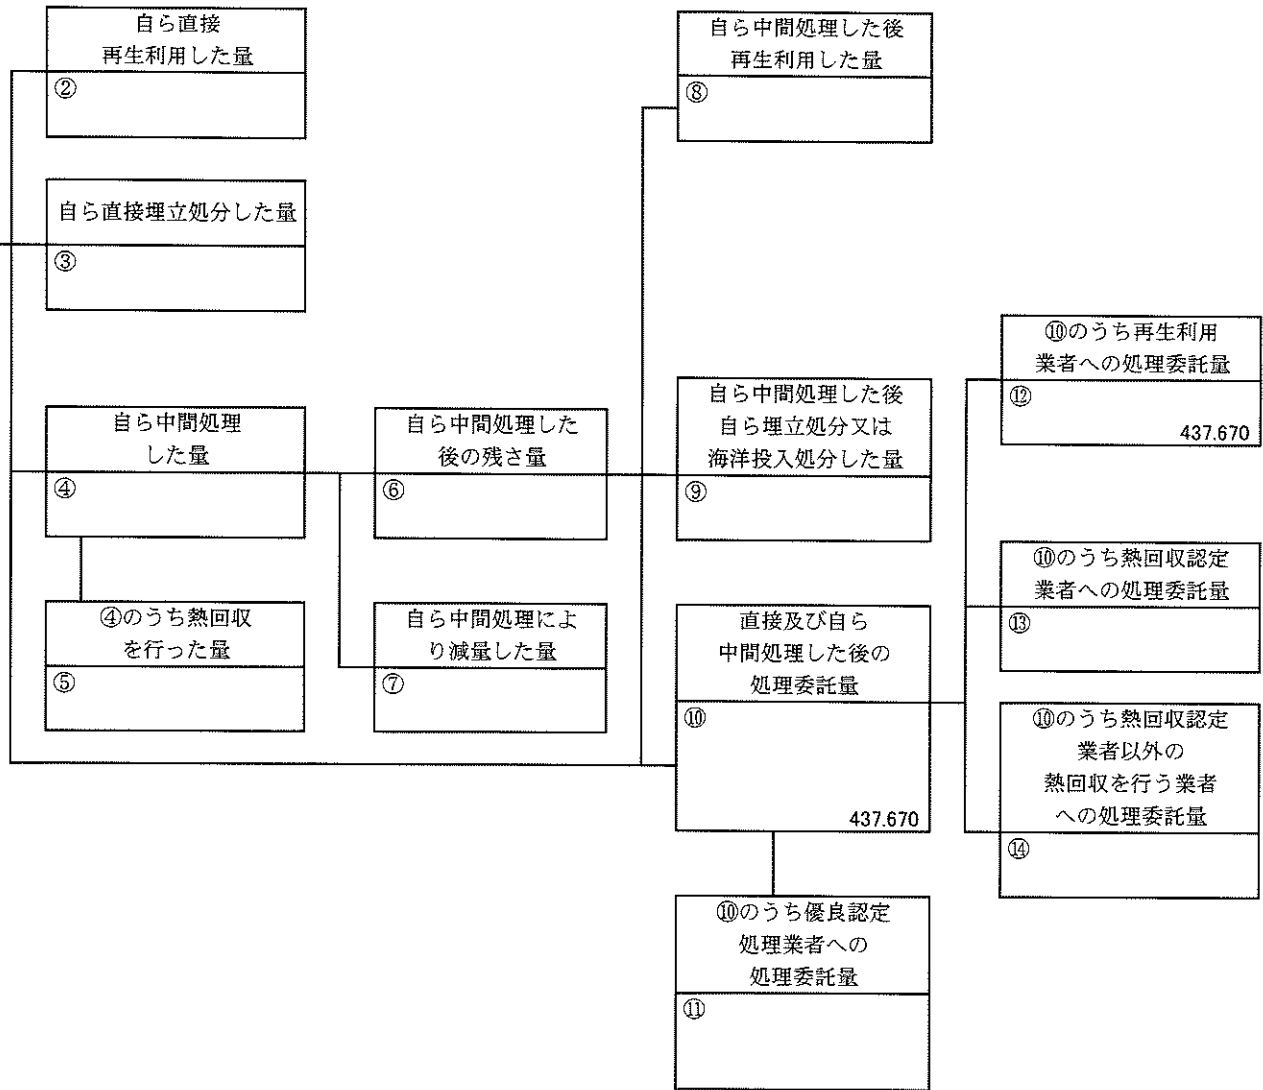 自ら直接
再生利用した量
②
自ら直接埋立処分した量
③
自ら中間処理
した量
④
④のうち熱回収
を行った量
⑤
自ら中間処理した
後の残さ量
⑥
自ら中間処理によ
り減量した量
⑦
自ら中間処理した後
再生利用した量
⑧
自ら中間処理した後
自ら埋立処分又は
海洋投入処分した量
⑨
直接及び自ら
中間処理した後の
処理委託量
⑩
437.670
⑩のうち優良認定
処理業者への
処理委託量
⑪
⑩のうち再生利用
業者への処理委託量
⑫
437.670
⑩のうち熱回収認定
業者への処理委託量
⑬
⑩のうち熱回収認定
業者以外の
熱回収を行う業者
への処理委託量
⑭